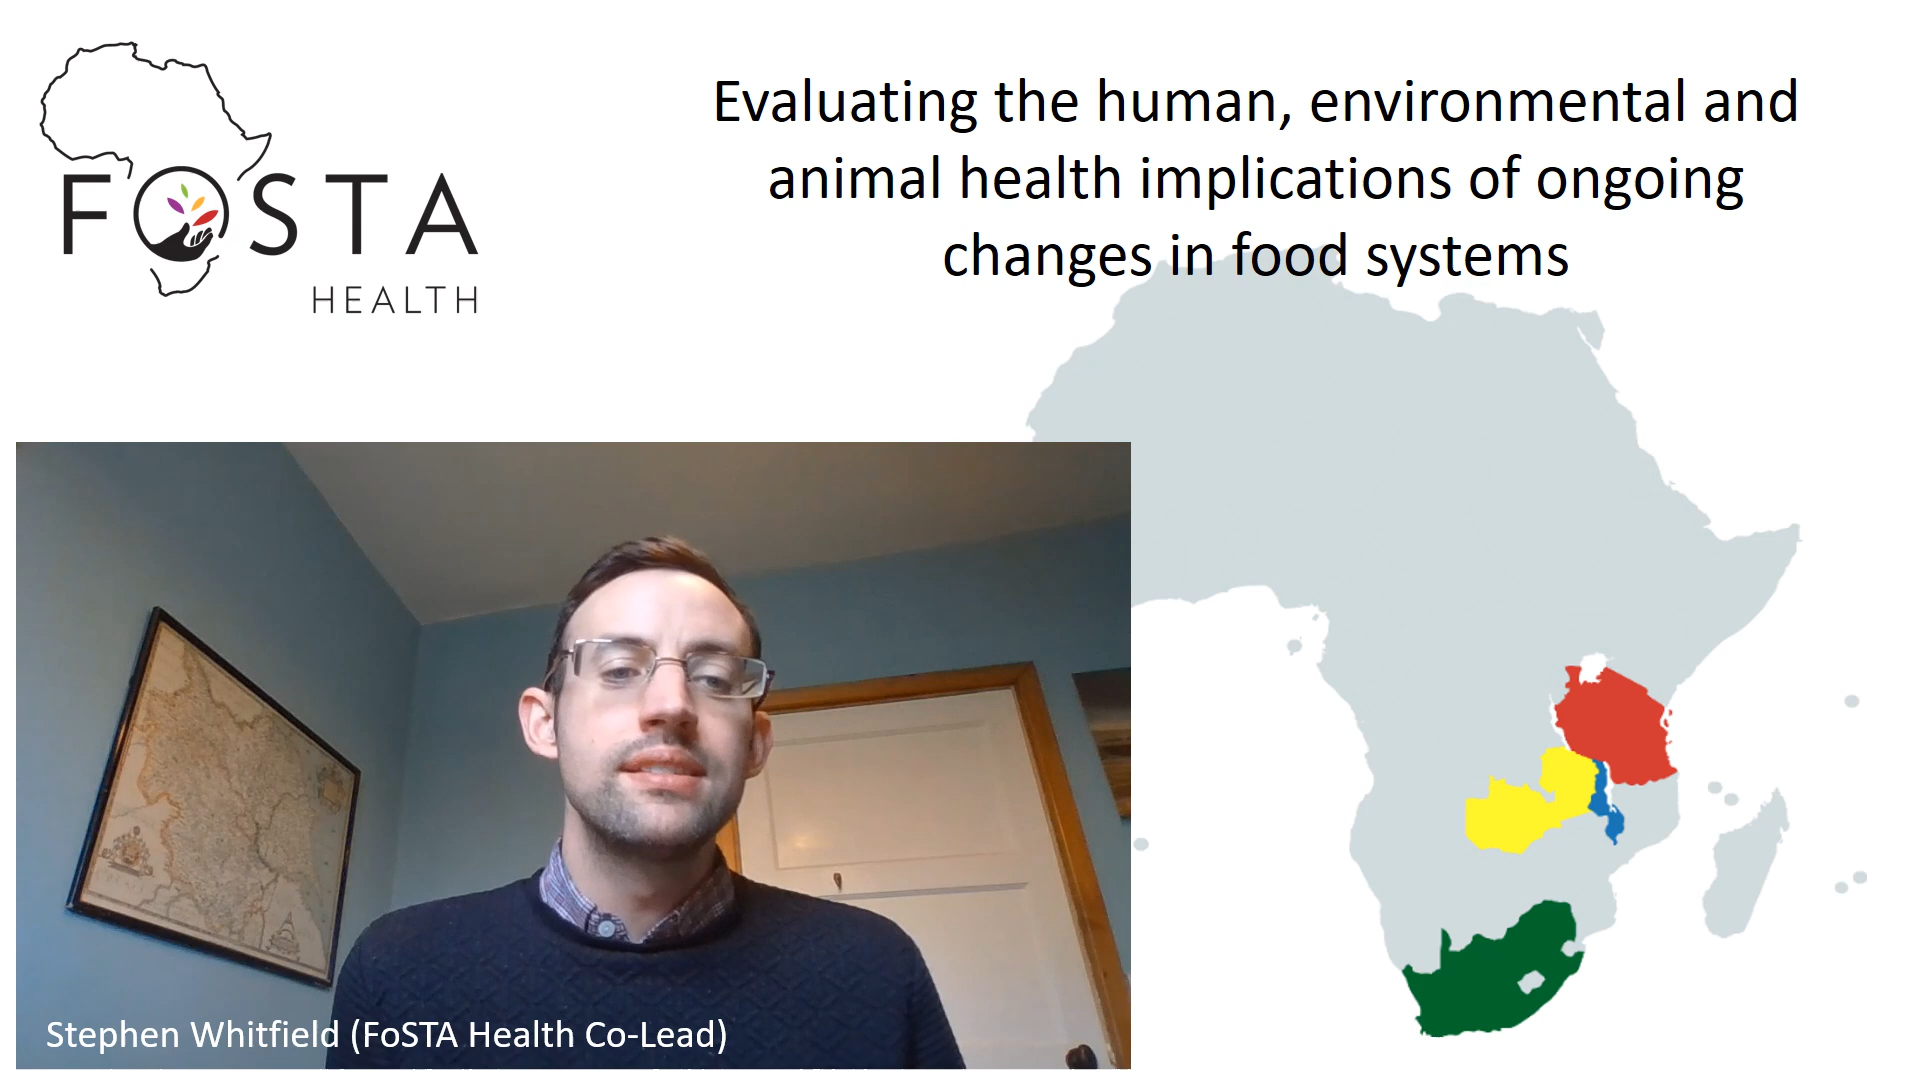 FOSTA
HEALTH
Evaluating the human, environmental and
animal health implications of ongoing
changes in food systems
Stephen Whitfield (FoSTA Health Co-Lead)